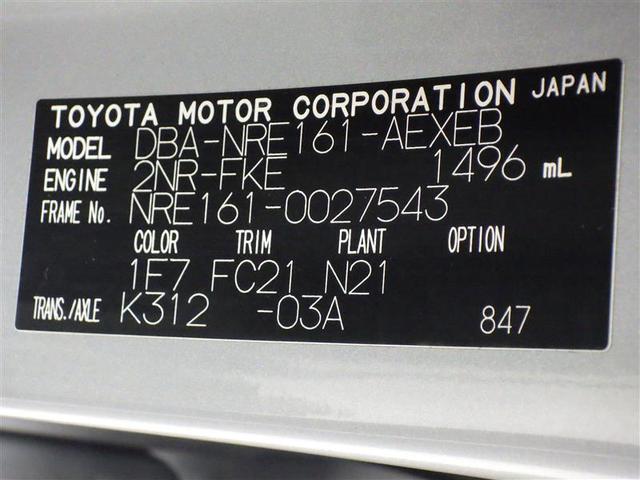 TOYOTA MOTOR CORPORATION JAPAN
MODEL DBA-NRE161-AEXEB
ENGINE 2NR-FKE 1496 mL
FRAME No. NRE161-0027543
COLOR TRIM PLANT OPTION
1F7 FC21 N21
TRANS./AXLE K312 -03A 847